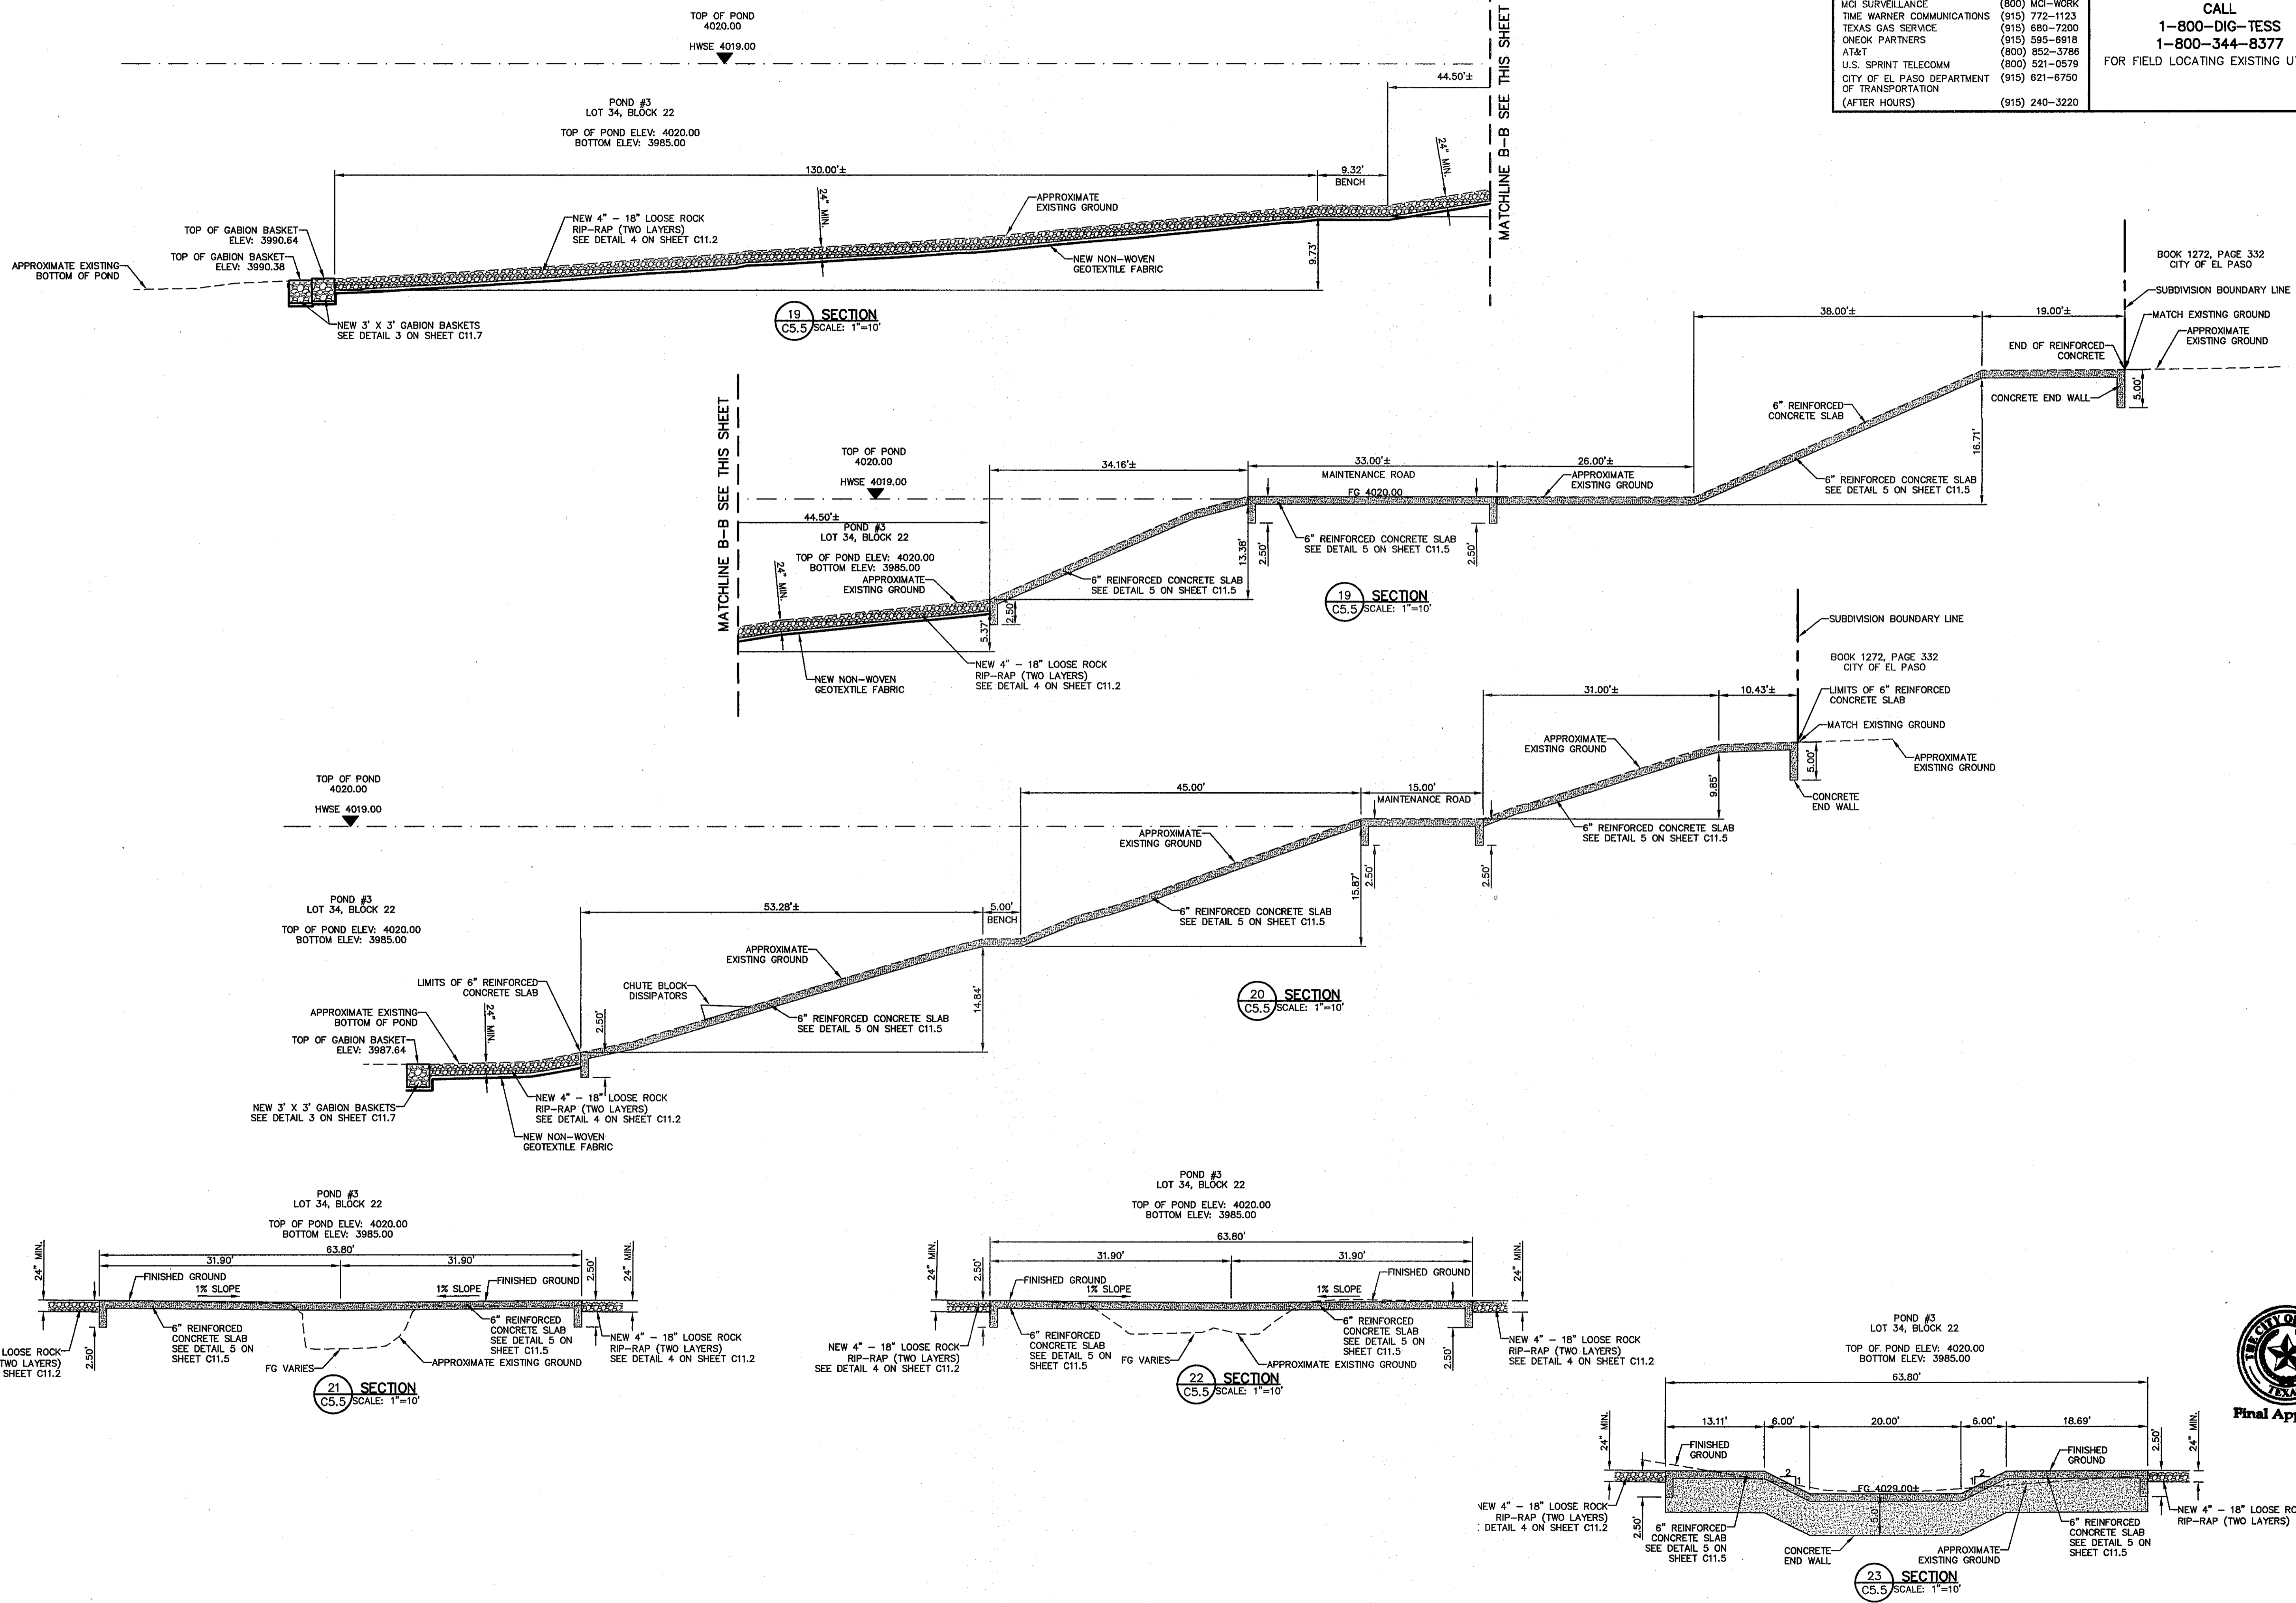 MCI SURVEILLANCE (800) MCI-WORK
TIME WARNER COMMUNICATIONS (915) 772-1123
TEXAS GAS SERVICE (915) 680-7200
ONEOK PARTNERS (915) 595-6918
AT&T (800) 852-3786
U.S. SPRINT TELECOMM (800) 521-0579
CITY OF EL PASO DEPARTMENT (915) 621-6750
OF TRANSPORTATION
(AFTER HOURS) (915) 240-3220
CALL
1-800-DIG-TESS
1-800-344-8377
FOR FIELD LOCATING EXISTING
TOP OF POND
4020.00
HWSE 4019.00
POND #3
LOT 34, BLOCK 22
TOP OF POND ELEV: 4020.00
BOTTOM ELEV: 3985.00
44.50'±
MATCHLINE B-B SEE THIS SHEET
130.00'±
9.32'
BENCH
24" MIN.
24" MIN.
APPROXIMATE
EXISTING GROUND
NEW 4" - 18" LOOSE ROCK
RIP-RAP (TWO LAYERS)
SEE DETAIL 4 ON SHEET C11.2
TOP OF GABION BASKET
ELEV: 3990.64
TOP OF GABION BASKET
ELEV: 3990.38
APPROXIMATE EXISTING
BOTTOM OF POND
NEW NON-WOVEN
GEOTEXTILE FABRIC
9.73'
NEW 3' X 3' GABION BASKETS
SEE DETAIL 3 ON SHEET C11.7
19 SECTION
C5.5 SCALE: 1"=10'
BOOK 1272, PAGE 332
CITY OF EL PASO
SUBDIVISION BOUNDARY LINE
38.00'±
19.00'±
MATCH EXISTING GROUND
APPROXIMATE
EXISTING GROUND
END OF REINFORCED
CONCRETE
CONCRETE END WALL
5.00'
6" REINFORCED
CONCRETE SLAB
16.71'
6" REINFORCED CONCRETE SLAB
SEE DETAIL 5 ON SHEET C11.5
MATCHLINE B-B SEE THIS SHEET
TOP OF POND
4020.00
HWSE 4019.00
34.16'±
33.00'±
MAINTENANCE ROAD
FG 4020.00
26.00'±
APPROXIMATE
EXISTING GROUND
44.50'±
POND #3
LOT 34, BLOCK 22
TOP OF POND ELEV: 4020.00
BOTTOM ELEV: 3985.00
APPROXIMATE
EXISTING GROUND
24" MIN.
6" REINFORCED CONCRETE SLAB
SEE DETAIL 5 ON SHEET C11.5
13.38'
2.50'
6" REINFORCED CONCRETE SLAB
SEE DETAIL 5 ON SHEET C11.5
2.50'
2.50'
5.37'
NEW 4" - 18" LOOSE ROCK
RIP-RAP (TWO LAYERS)
SEE DETAIL 4 ON SHEET C11.2
NEW NON-WOVEN
GEOTEXTILE FABRIC
19 SECTION
C5.5 SCALE: 1"=10'
SUBDIVISION BOUNDARY LINE
BOOK 1272, PAGE 332
CITY OF EL PASO
31.00'±
10.43'±
LIMITS OF 6" REINFORCED
CONCRETE SLAB
MATCH EXISTING GROUND
APPROXIMATE
EXISTING GROUND
APPROXIMATE
EXISTING GROUND
5.00'
CONCRETE
END WALL
9.85'
6" REINFORCED CONCRETE SLAB
SEE DETAIL 5 ON SHEET C11.5
TOP OF POND
4020.00
HWSE 4019.00
45.00'
15.00'
MAINTENANCE ROAD
APPROXIMATE
EXISTING GROUND
2.50'
2.50'
15.87'
6" REINFORCED CONCRETE SLAB
SEE DETAIL 5 ON SHEET C11.5
POND #3
LOT 34, BLOCK 22
TOP OF POND ELEV: 4020.00
BOTTOM ELEV: 3985.00
53.28'±
5.00'
BENCH
APPROXIMATE
EXISTING GROUND
LIMITS OF 6" REINFORCED
CONCRETE SLAB
CHUTE BLOCK
DISSIPATORS
14.84'
6" REINFORCED CONCRETE SLAB
SEE DETAIL 5 ON SHEET C11.5
24" MIN.
2.50'
APPROXIMATE EXISTING
BOTTOM OF POND
TOP OF GABION BASKET
ELEV: 3987.64
NEW 3' X 3' GABION BASKETS
SEE DETAIL 3 ON SHEET C11.7
NEW 4" - 18" LOOSE ROCK
RIP-RAP (TWO LAYERS)
SEE DETAIL 4 ON SHEET C11.2
NEW NON-WOVEN
GEOTEXTILE FABRIC
20 SECTION
C5.5 SCALE: 1"=10'
POND #3
LOT 34, BLOCK 22
TOP OF POND ELEV: 4020.00
BOTTOM ELEV: 3985.00
63.80'
31.90'
31.90'
24" MIN.
2.50'
24" MIN.
FINISHED GROUND
1% SLOPE
1% SLOPE
FINISHED GROUND
2.50'
6" REINFORCED
CONCRETE SLAB
SEE DETAIL 5 ON
SHEET C11.5
6" REINFORCED
CONCRETE SLAB
SEE DETAIL 5 ON
SHEET C11.5
LOOSE ROCK
TWO LAYERS)
SHEET C11.2
NEW 4" - 18" LOOSE ROCK
RIP-RAP (TWO LAYERS)
SEE DETAIL 4 ON SHEET C11.2
FG VARIES
APPROXIMATE EXISTING GROUND
21 SECTION
C5.5 SCALE: 1"=10'
POND #3
LOT 34, BLOCK 22
TOP OF POND ELEV: 4020.00
BOTTOM ELEV: 3985.00
63.80'
31.90'
31.90'
24" MIN.
2.50'
24" MIN.
FINISHED GROUND
1% SLOPE
1% SLOPE
FINISHED GROUND
NEW 4" - 18" LOOSE ROCK
RIP-RAP (TWO LAYERS)
SEE DETAIL 4 ON SHEET C11.2
6" REINFORCED
CONCRETE SLAB
SEE DETAIL 5 ON
SHEET C11.5
6" REINFORCED
CONCRETE SLAB
SEE DETAIL 5 ON
SHEET C11.5
2.50'
NEW 4" - 18" LOOSE ROCK
RIP-RAP (TWO LAYERS)
SEE DETAIL 4 ON SHEET C11.2
FG VARIES
APPROXIMATE EXISTING GROUND
22 SECTION
C5.5 SCALE: 1"=10'
POND #3
LOT 34, BLOCK 22
TOP OF POND ELEV: 4020.00
BOTTOM ELEV: 3985.00
63.80'
13.11'
6.00'
20.00'
6.00'
18.69'
24" MIN.
2.50'
24" MIN.
FINISHED
GROUND
FINISHED
GROUND
2
1
2
1
FG 4029.00±
5.0'
2.50'
NEW 4" - 18" LOOSE ROCK
RIP-RAP (TWO LAYERS)
DETAIL 4 ON SHEET C11.2
6" REINFORCED
CONCRETE SLAB
SEE DETAIL 5 ON
SHEET C11.5
CONCRETE
END WALL
APPROXIMATE
EXISTING GROUND
6" REINFORCED
CONCRETE SLAB
SEE DETAIL 5 ON
SHEET C11.5
NEW 4" - 18" LOOSE
RIP-RAP (TWO LAYERS)
23 SECTION
C5.5 SCALE: 1"=10'
THE CITY OF
TEXAS
Final